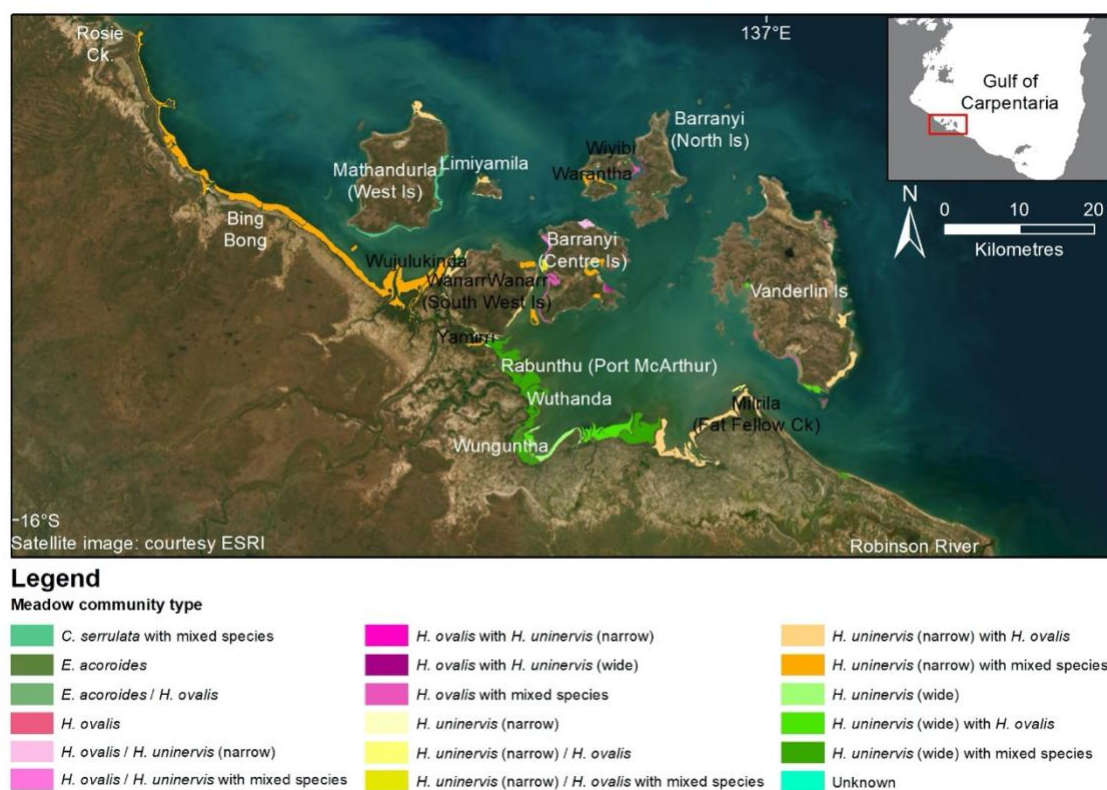 Rosie
Ck.
137°E
Gulf of
Carpentaria
Barranyi
(North Is)
Wiyibi
Warantha
Mathandurla
(West Is)
Limiyamila
N
0 10 20
Kilometres
Bing
Bong
Barranyi
(Centre Is)
Wujulukinda
WanarrWanarr
(South West Is)
Vanderlin Is
Yamirri
Rabunthu (Port McArthur)
Wuthanda
Milrila
(Fat Fellow Ck)
Wunguntha
-16°S
Satellite image: courtesy ESRI
Robinson River
Legend
Meadow community type
C. serrulata with mixed species
E. acoroides
E. acoroides / H. ovalis
H. ovalis
H. ovalis / H. uninervis (narrow)
H. ovalis / H. uninervis with mixed species
H. ovalis with H. uninervis (narrow)
H. ovalis with H. uninervis (wide)
H. ovalis with mixed species
H. uninervis (narrow)
H. uninervis (narrow) / H. ovalis
H. uninervis (narrow) / H. ovalis with mixed species
H. uninervis (narrow) with H. ovalis
H. uninervis (narrow) with mixed species
H. uninervis (wide)
H. uninervis (wide) with H. ovalis
H. uninervis (wide) with mixed species
Unknown